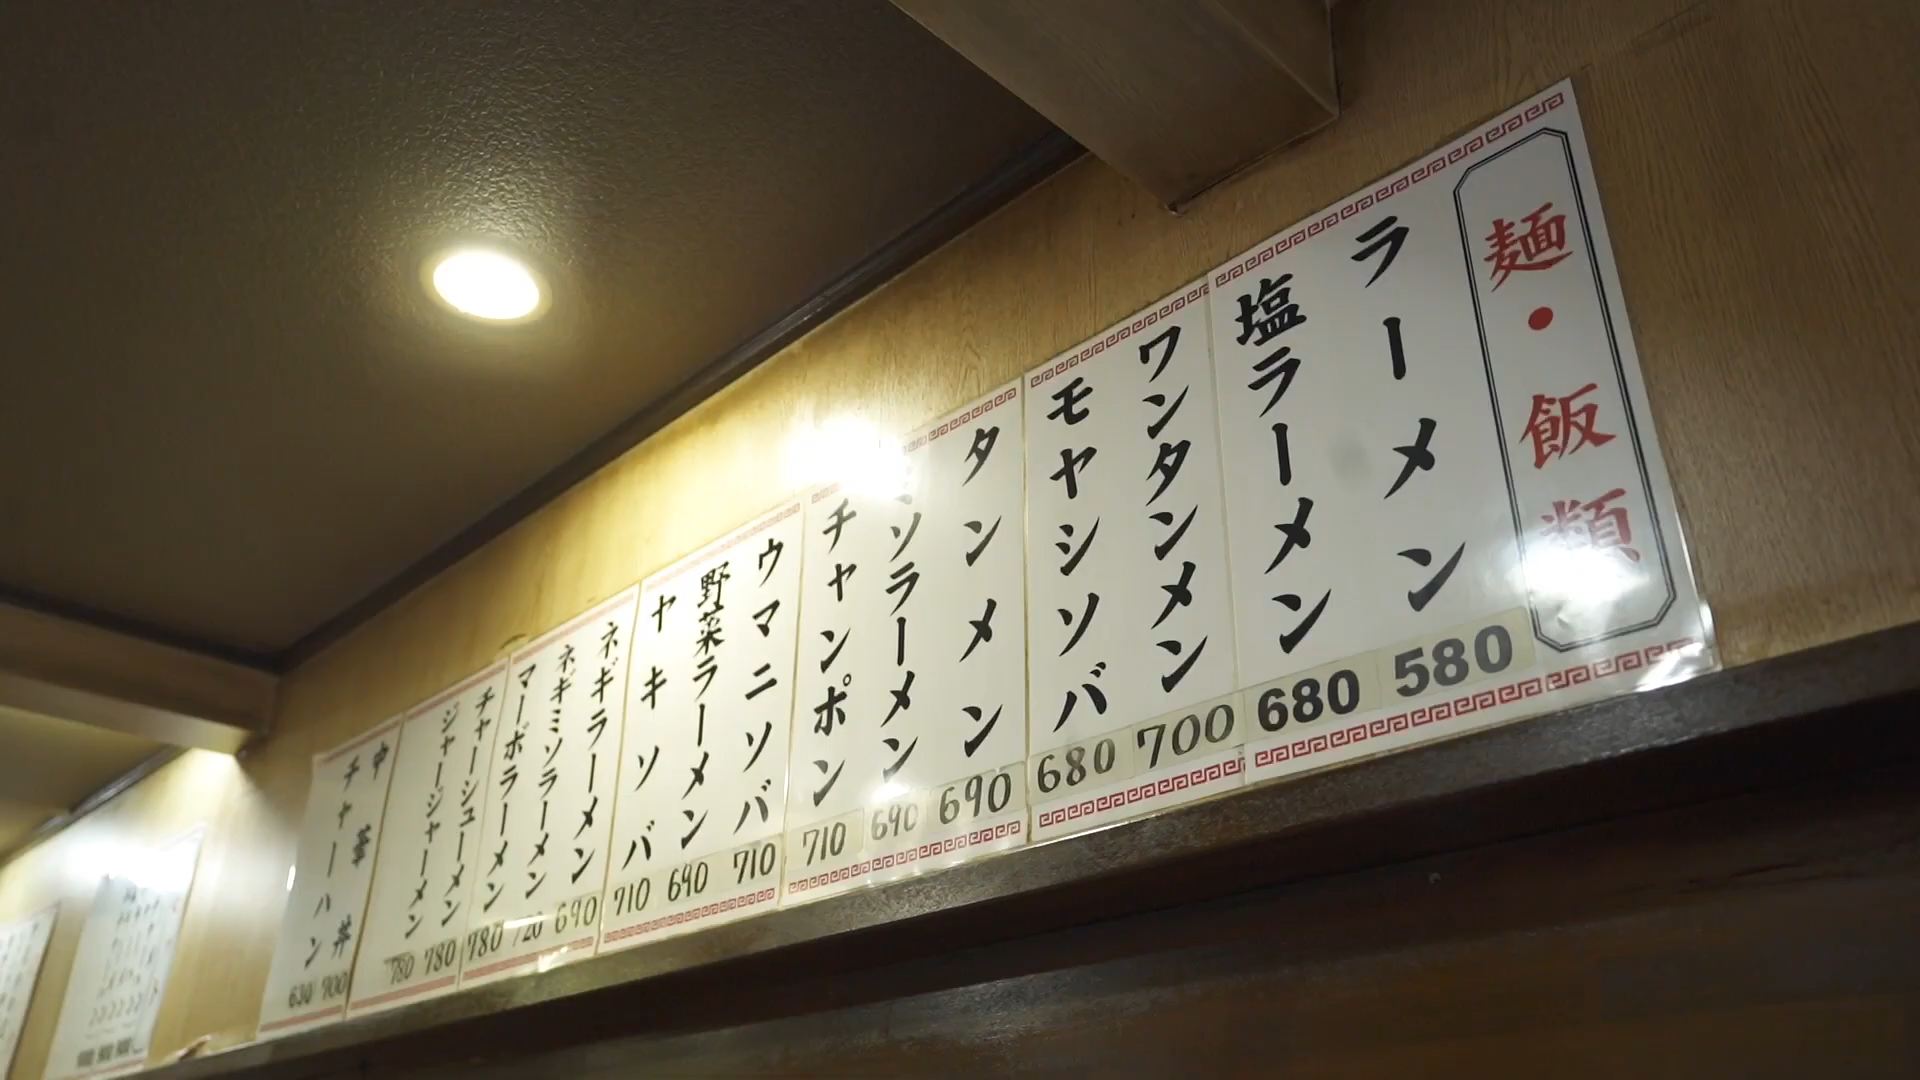 麺・飯類
ラーメン 580
塩ラーメン 680
ワンタンメン 700
モヤシソバ 680
タンメン 690
ミソラーメン 690
チャンポン 710
ウマニソバ 710
野菜ラーメン 690
ヤキソバ 710
ネギラーメン 690
ネギミソラーメン 720
マーボラーメン 780
チャーシューメン 780
ジャージャーメン 780
中華丼 700
チャーハン 630